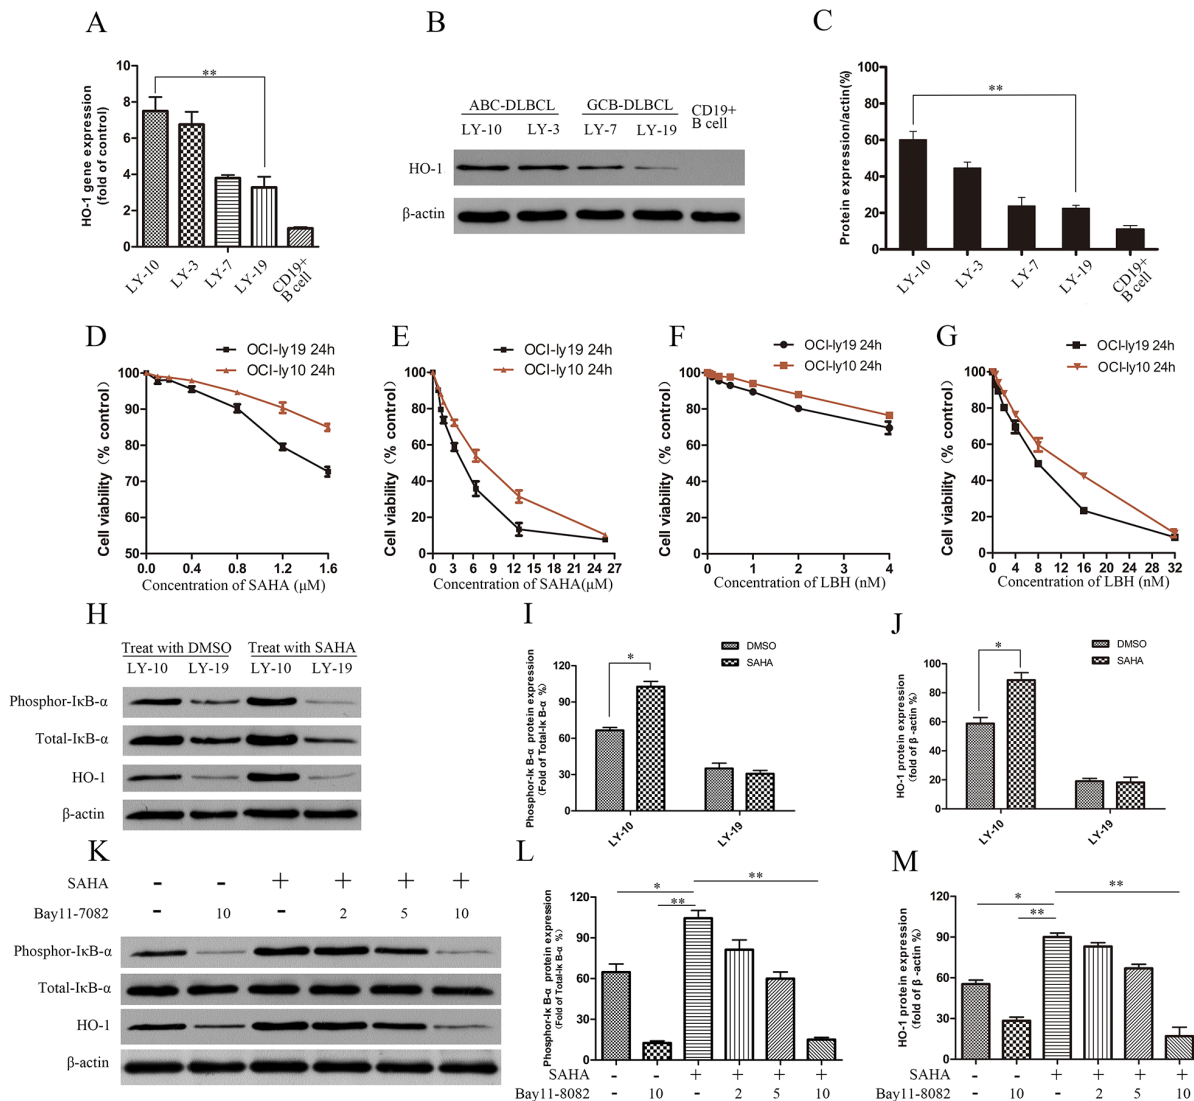 A
HO-1 gene expression
(fold of control)
10
8
6
4
2
0
**
LY-10
LY-3
LY-7
LY-19
CD19+
B cell
B
ABC-DLBCL GCB-DLBCL CD19+
B cell
LY-10 LY-3 LY-7 LY-19
HO-1
β-actin
C
Protein expression/actin(%)
100
80
60
40
20
0
**
LY-10
LY-3
LY-7
LY-19
CD19+
B cell
D
OCI-ly19 24h
OCI-ly10 24h
Cell viability (% control)
100
90
80
70
60
50
0.0 0.4 0.8 1.2 1.6
Concentration of SAHA (μM)
E
OCI-ly19 24h
OCI-ly10 24h
Cell viability (% control)
100
80
60
40
20
0
0 3 6 9 12 15 18 21 24 27
Concentration of SAHA(μM)
F
OCI-ly19 24h
OCI-ly10 24h
Cell viability (% control)
100
80
60
40
20
0
0 1 2 3 4
Concentration of LBH (nM)
G
OCI-ly19 24h
OCI-ly10 24h
Cell viability (% control)
100
80
60
40
20
0
0 4 8 12 16 20 24 28 32
Concentration of LBH (nM)
H
Treat with DMSO Treat with SAHA
LY-10 LY-19 LY-10 LY-19
Phosphor-IκB-α
Total-IκB-α
HO-1
β-actin
I
DMSO
SAHA
Phosphor-Iκ B-α protein expression
(Fold of Total-Iκ B-α %)
120
90
60
30
0
*
LY-10
LY-19
J
DMSO
SAHA
HO-1 protein expression
(fold of β -actin %)
100
80
60
40
20
0
*
LY-10
LY-19
K
SAHA - - + + + +
Bay11-7082 - 10 - 2 5 10
Phosphor-IκB-α
Total-IκB-α
HO-1
β-actin
L
Phosphor-Iκ B-α protein expression
(Fold of Total-Iκ B-α %)
120
90
60
30
0
* **
**
SAHA - - + + + +
Bay11-8082 - 10 - 2 5 10
M
HO-1 protein expression
(fold of β -actin %)
120
90
60
30
0
* **
**
SAHA - - + + + +
Bay11-8082 - 10 - 2 5 10